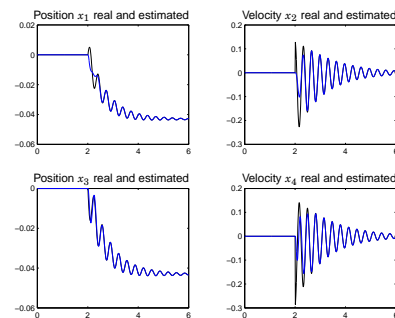 Position x₁ real and estimated
0.02
0
−0.02
−0.04
−0.06
0 2 4 6
Velocity x₂ real and estimated
0.2
0.1
0
−0.1
−0.2
−0.3
0 2 4 6
Position x₃ real and estimated
0
−0.02
−0.04
−0.06
0 2 4 6
Velocity x₄ real and estimated
0.2
0.1
0
−0.1
−0.2
−0.3
0 2 4 6